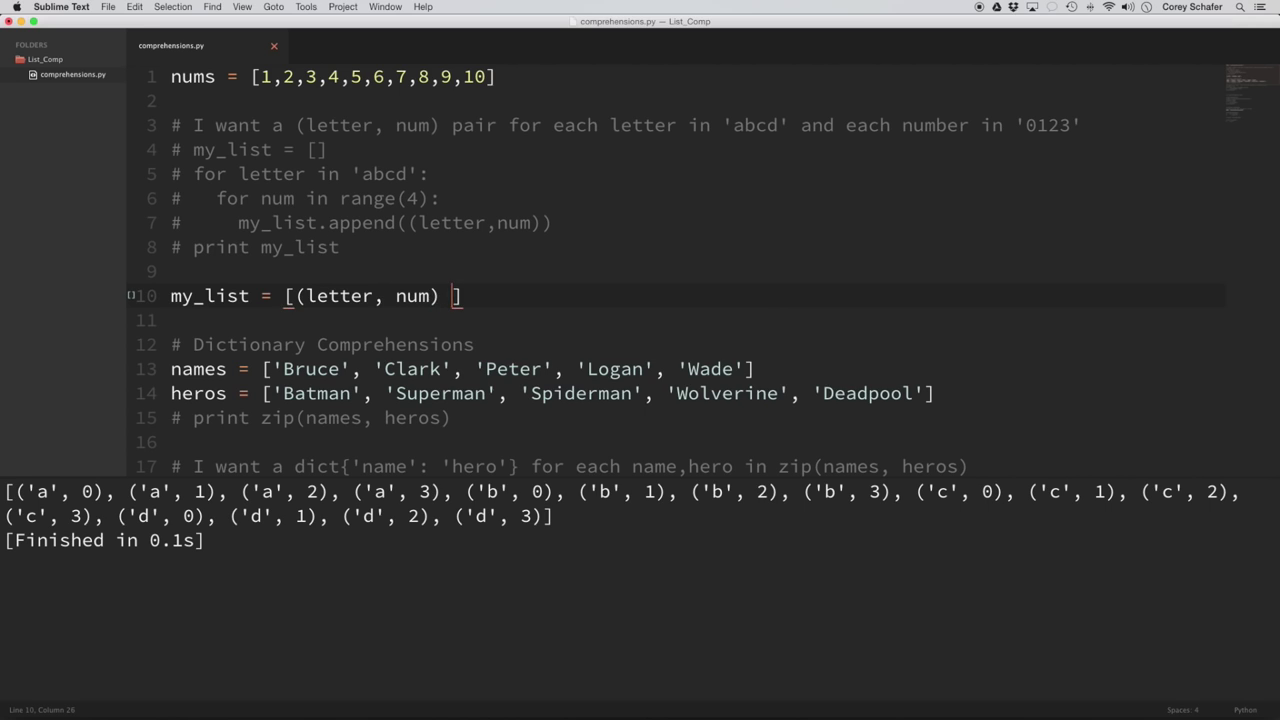 Sublime Text File Edit Selection Find View Goto Tools Project Window Help Corey Schafer
comprehensions.py — List_Comp
FOLDERS
List_Comp
comprehensions.py
comprehensions.py
1 nums = [1,2,3,4,5,6,7,8,9,10]
2
3 # I want a (letter, num) pair for each letter in 'abcd' and each number in '0123'
4 # my_list = []
5 # for letter in 'abcd':
6 #   for num in range(4):
7 #     my_list.append((letter,num))
8 # print my_list
9
10 my_list = [(letter, num) ]
11
12 # Dictionary Comprehensions
13 names = ['Bruce', 'Clark', 'Peter', 'Logan', 'Wade']
14 heros = ['Batman', 'Superman', 'Spiderman', 'Wolverine', 'Deadpool']
15 # print zip(names, heros)
16
17 # I want a dict{'name': 'hero'} for each name,hero in zip(names, heros)
[('a', 0), ('a', 1), ('a', 2), ('a', 3), ('b', 0), ('b', 1), ('b', 2), ('b', 3), ('c', 0), ('c', 1), ('c', 2),
('c', 3), ('d', 0), ('d', 1), ('d', 2), ('d', 3)]
[Finished in 0.1s]
Line 10, Column 26 Spaces: 4 Python